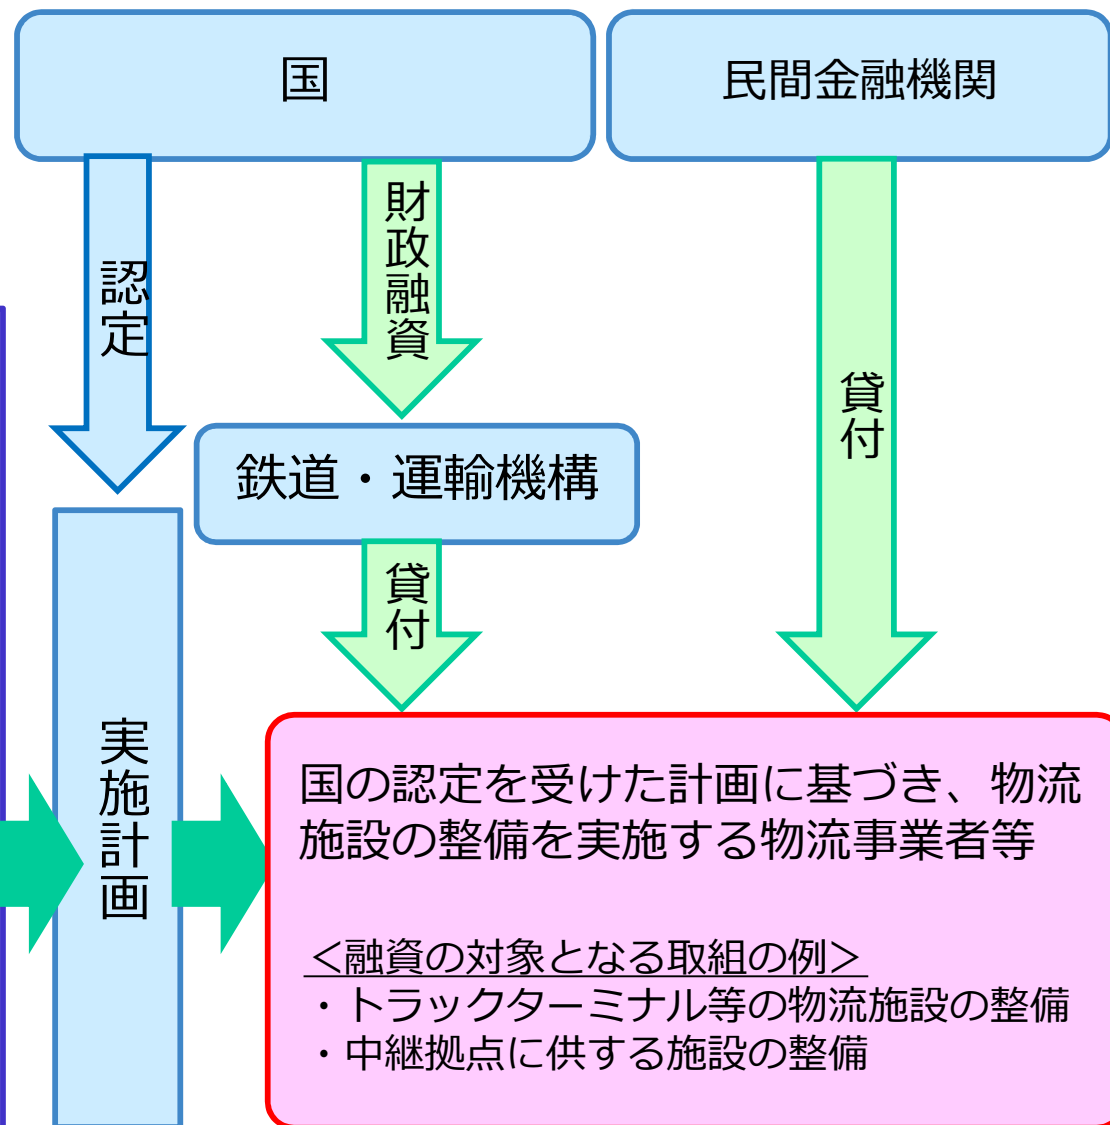 国
民間金融機関
認定
財政融資
貸付
鉄道・運輸機構
貸付
実施計画
国の認定を受けた計画に基づき、物流
施設の整備を実施する物流事業者等
＜融資の対象となる取組の例＞
・トラックターミナル等の物流施設の整備
・中継拠点に供する施設の整備